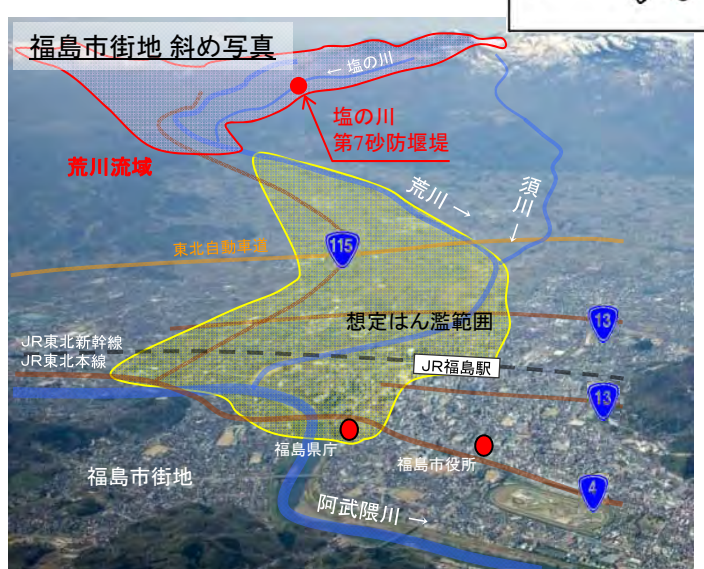 福島市街地 斜め写真
← 塩の川
塩の川
第7砂防堰堤
荒川流域
荒川 →
須川 →
東北自動車道
115
想定はん濫範囲
13
JR東北新幹線
JR東北本線
JR福島駅
13
福島県庁
福島市役所
福島市街地
4
阿武隈川 →